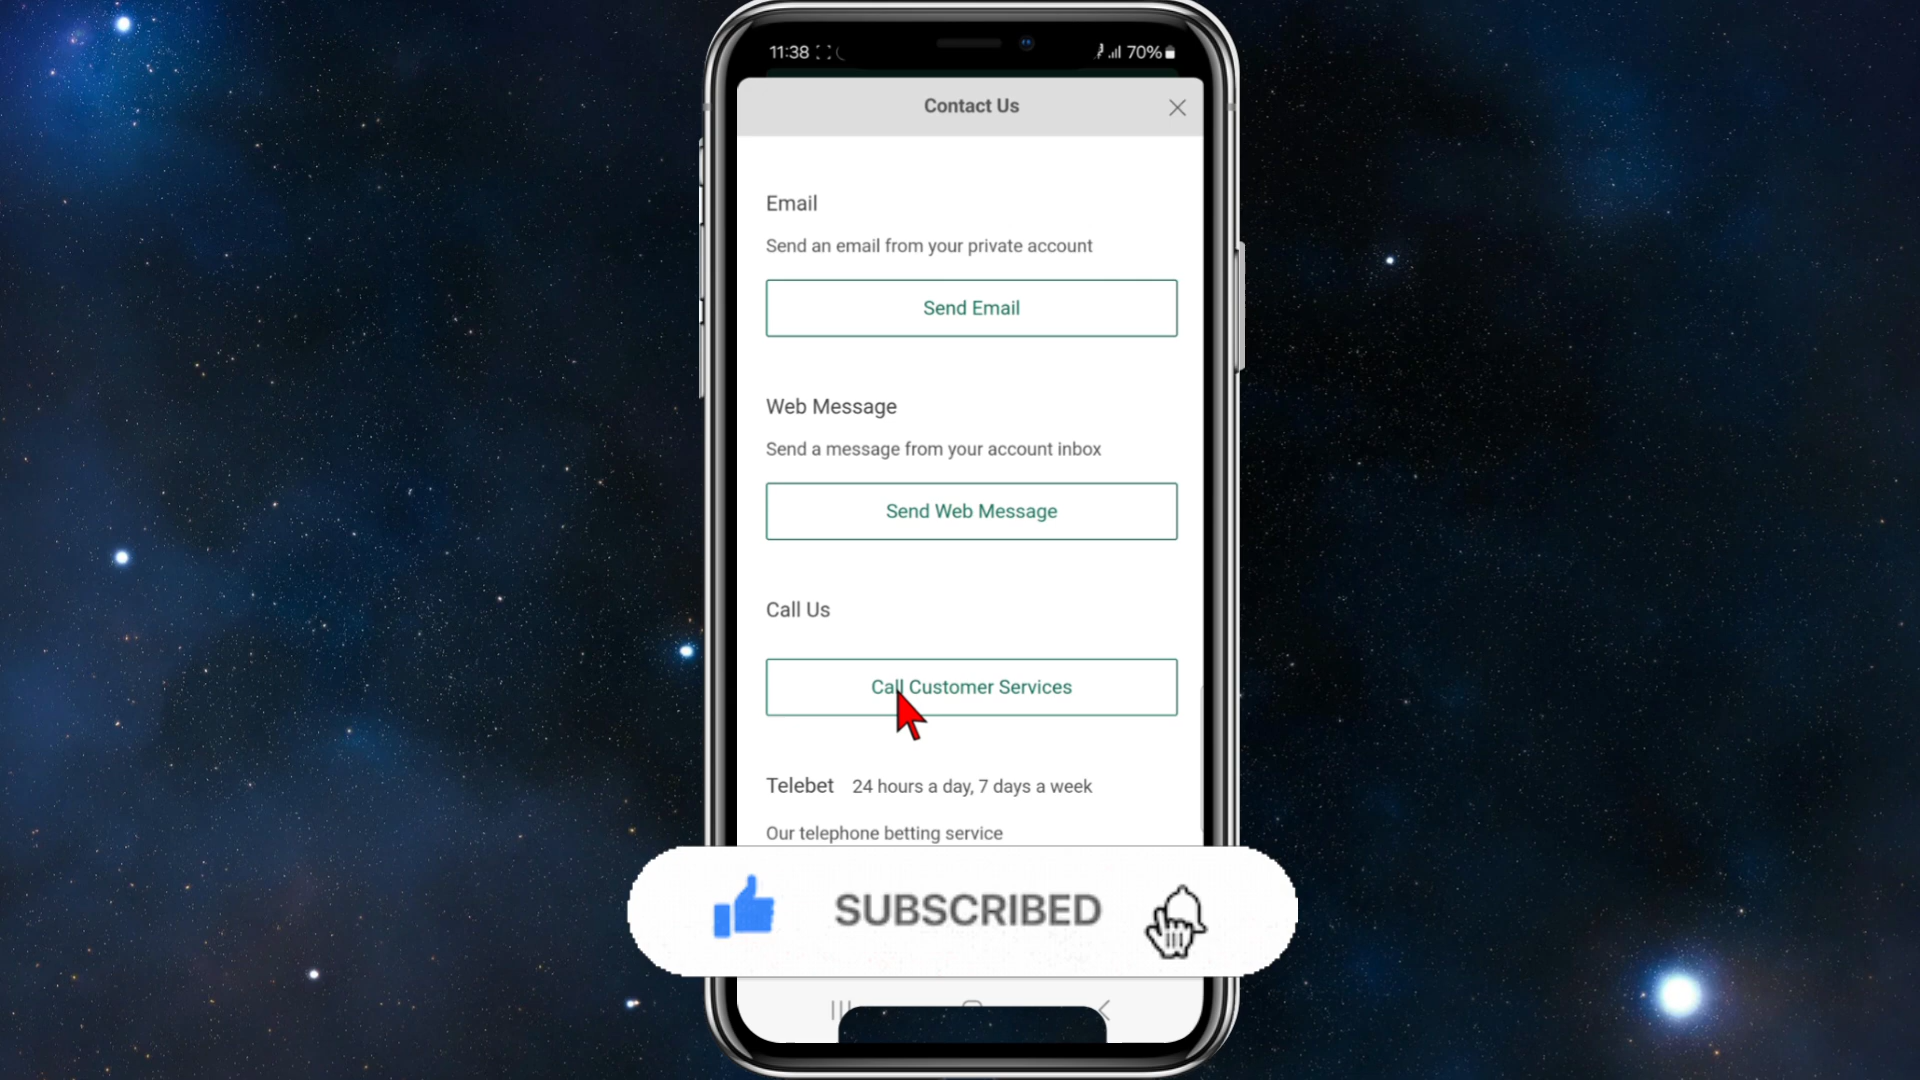 11:38
70%
Contact Us
Email
Send an email from your private account
Send Email
Web Message
Send a message from your account inbox
Send Web Message
Call Us
Call Customer Services
Telebet 24 hours a day, 7 days a week
Our telephone betting service
SUBSCRIBED